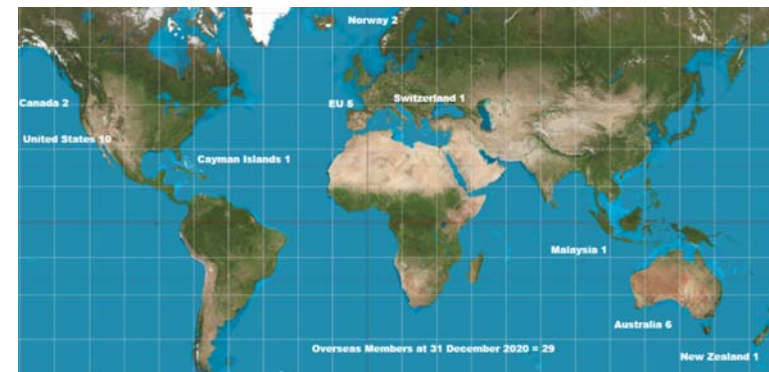 Norway 2
Canada 2
EU 5
Switzerland 1
United States 10
Cayman Islands 1
Malaysia 1
Australia 6
Overseas Members at 31 December 2020 = 29
New Zealand 1